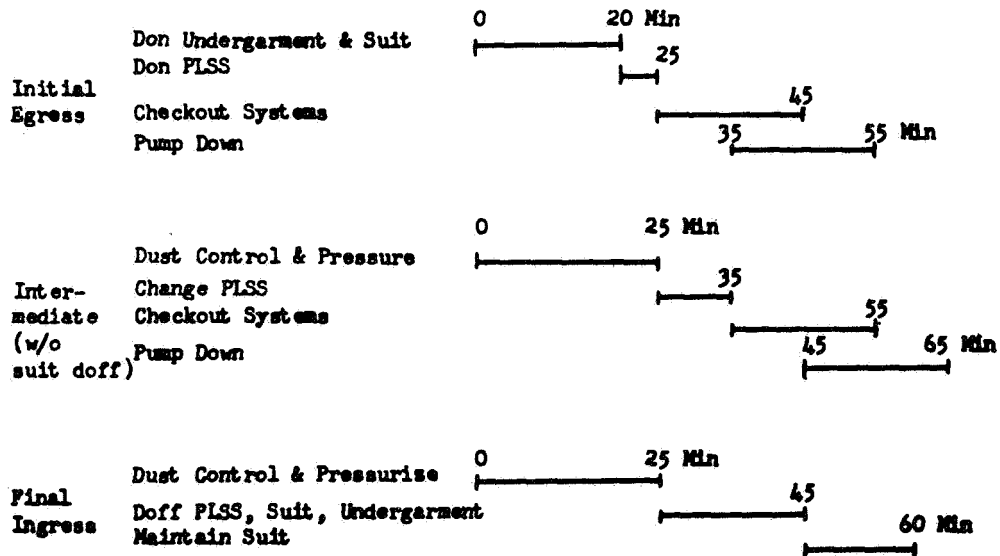 0 20 Min
Don Undergarment & Suit
Don PLSS 25
Initial
Egress
Checkout Systems 45
Pump Down 35 55 Min
0 25 Min
Dust Control & Pressure
Change PLSS 35
Inter-
mediate
(w/o
suit doff)
Checkout Systems 55
Pump Down 45 65 Min
0 25 Min
Dust Control & Pressurise
Final
Ingress
Doff PLSS, Suit, Undergarment 45
Maintain Suit 60 Min